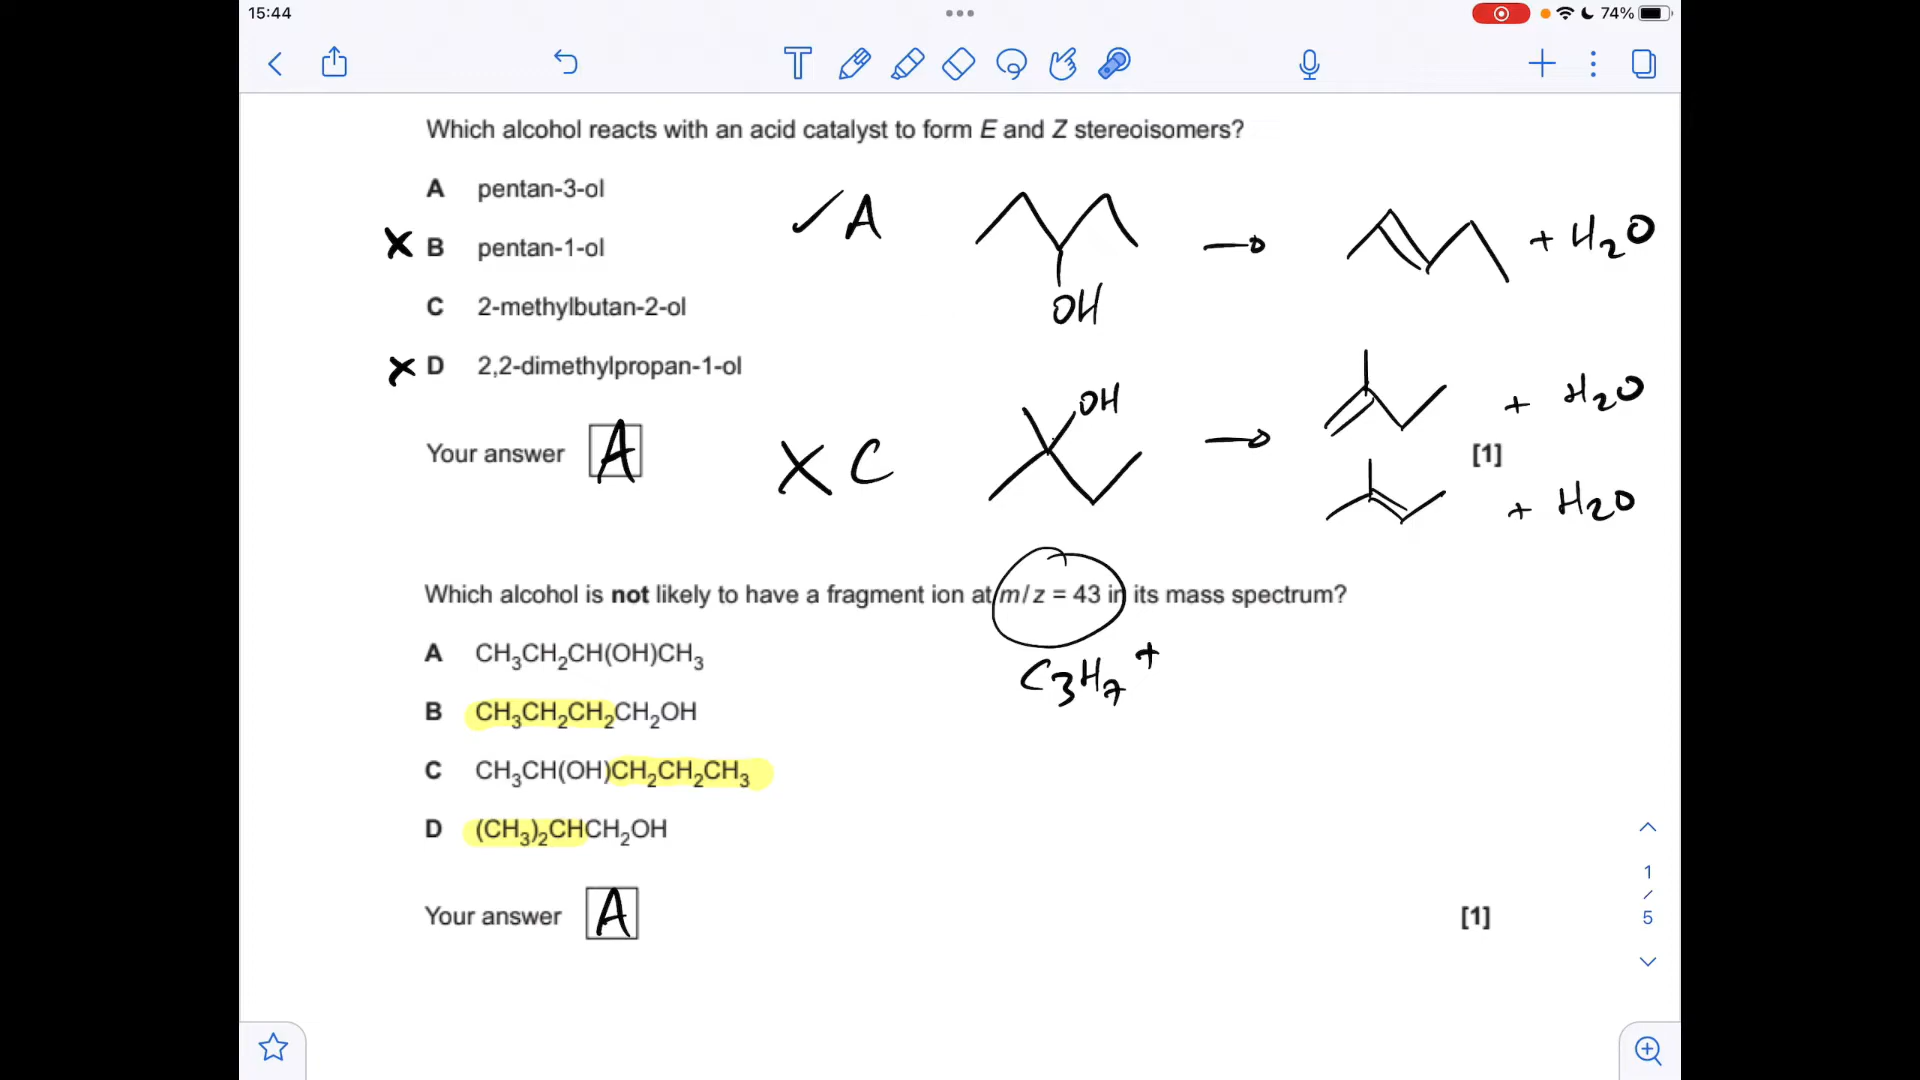 15:44
74%
Which alcohol reacts with an acid catalyst to form E and Z stereoisomers?
A pentan-3-ol
✓ A
OH
+ H₂O
X B pentan-1-ol
C 2-methylbutan-2-ol
X D 2,2-dimethylpropan-1-ol
OH
+ H₂O
Your answer A
X C
[1]
+ H₂O
Which alcohol is not likely to have a fragment ion at m/z = 43 in its mass spectrum?
C₃H₇⁺
A CH₃CH₂CH(OH)CH₃
B CH₃CH₂CH₂CH₂OH
C CH₃CH(OH)CH₂CH₂CH₃
D (CH₃)₂CHCH₂OH
Your answer A
[1]
1
/
5